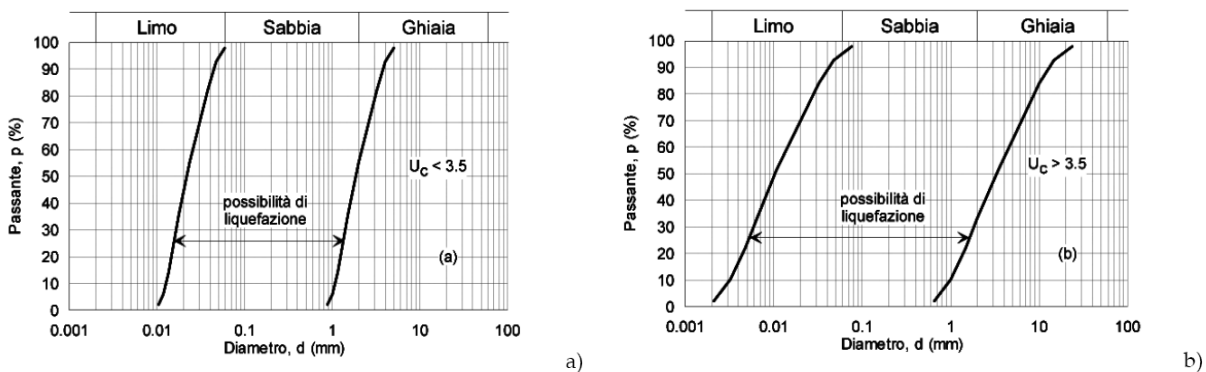 Limo Sabbia Ghiaia
100
90
80
70
60
50
40
30
20
10
0
Passante, p (%)
U_C < 3.5
possibilità di
liquefazione
(a)
0.001 0.01 0.1 1 10 100
Diametro, d (mm)
a)
Limo Sabbia Ghiaia
100
90
80
70
60
50
40
30
20
10
0
Passante, p (%)
U_C > 3.5
possibilità di
liquefazione
(b)
0.001 0.01 0.1 1 10 100
Diametro, d (mm)
b)